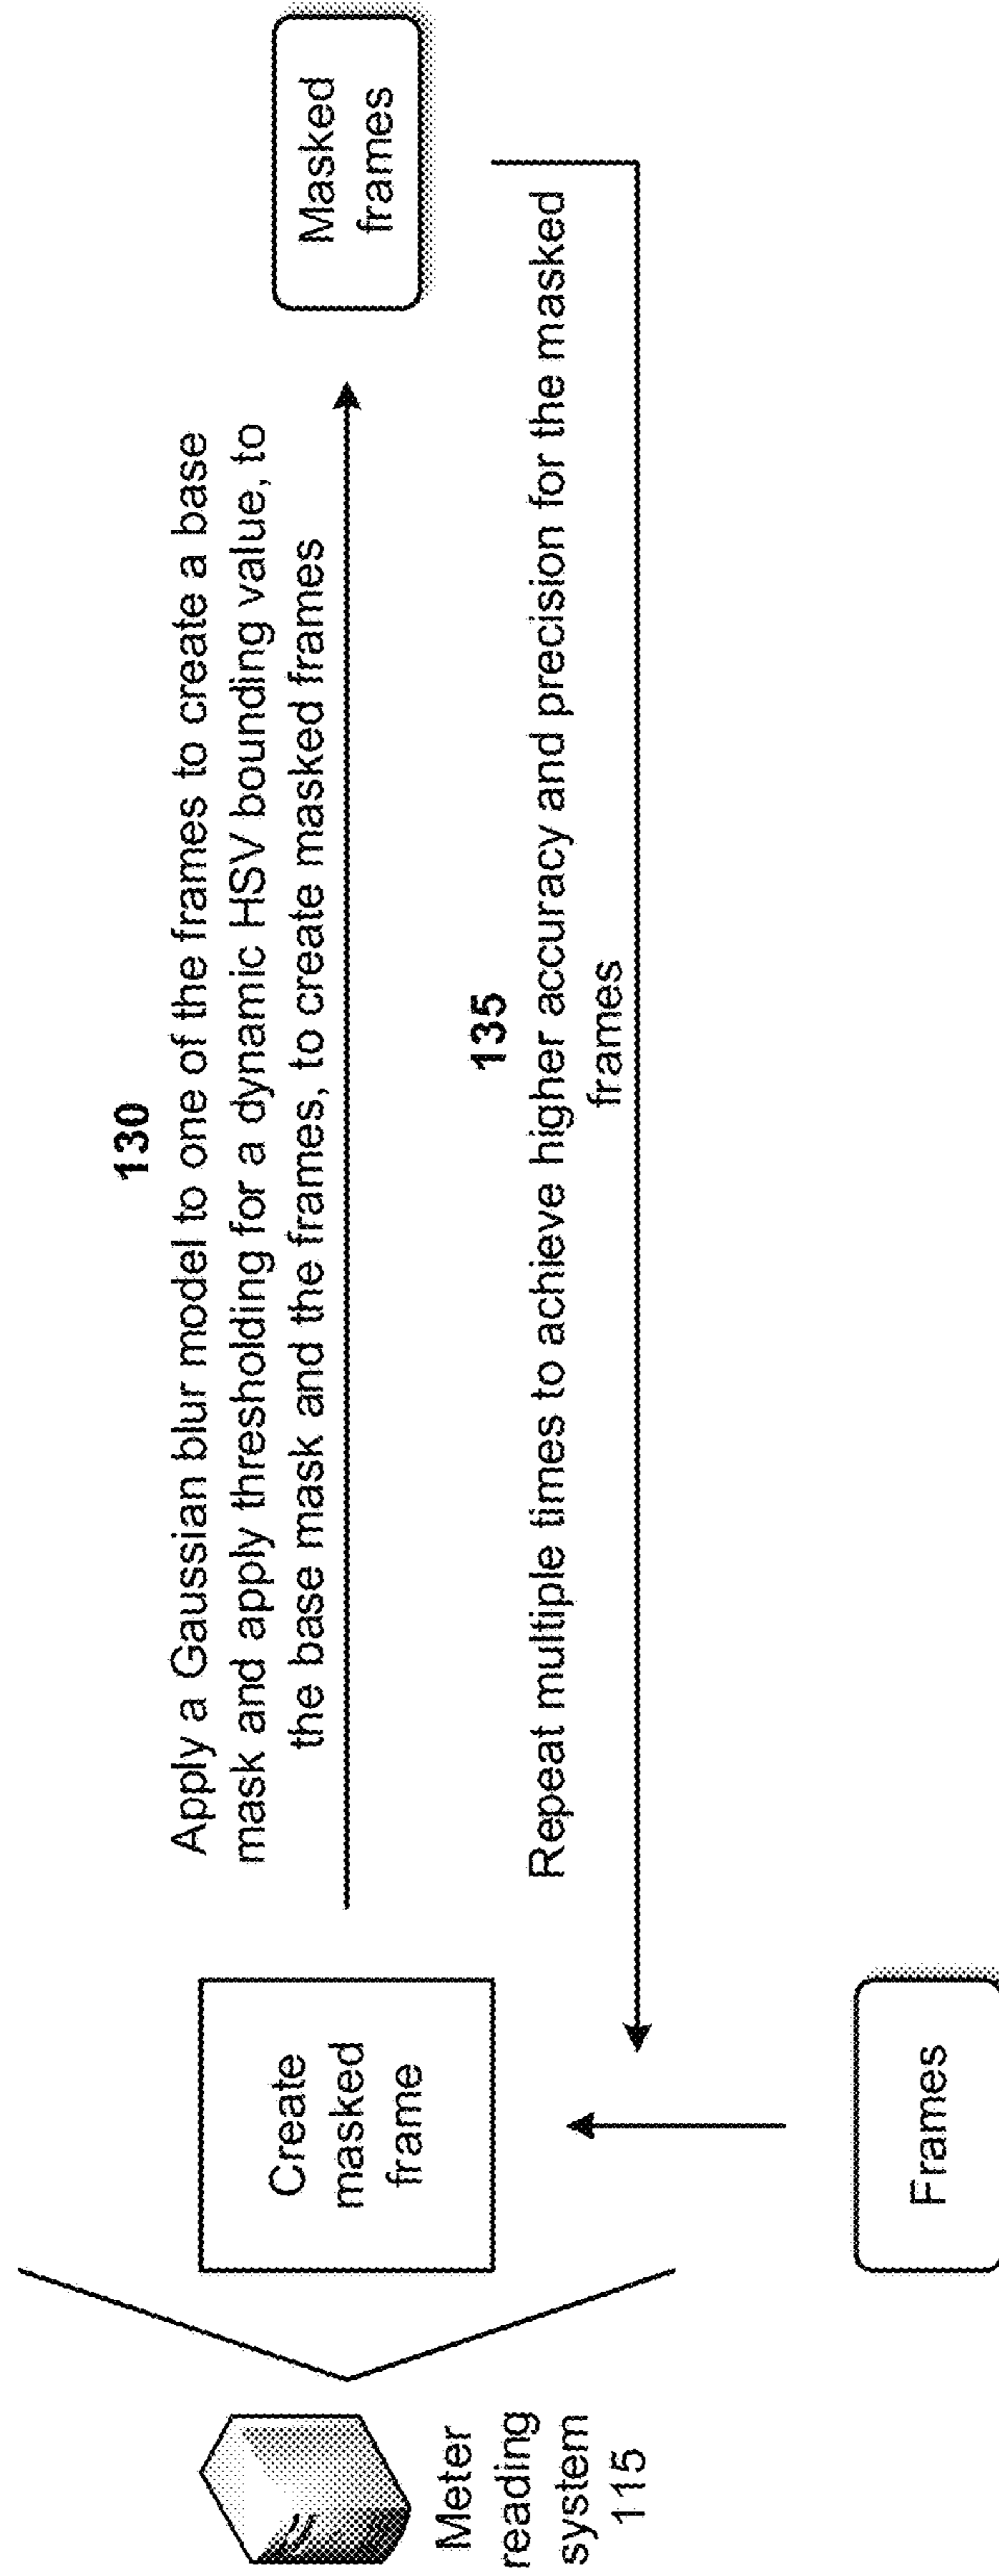 130
Apply a Gaussian blur model to one of the frames to create a base
mask and apply thresholding for a dynamic HSV bounding value, to
the base mask and the frames, to create masked frames
Masked
frames
Create
masked
frame
135
Repeat multiple times to achieve higher accuracy and precision for the masked
frames
Meter
reading
system
115
Frames